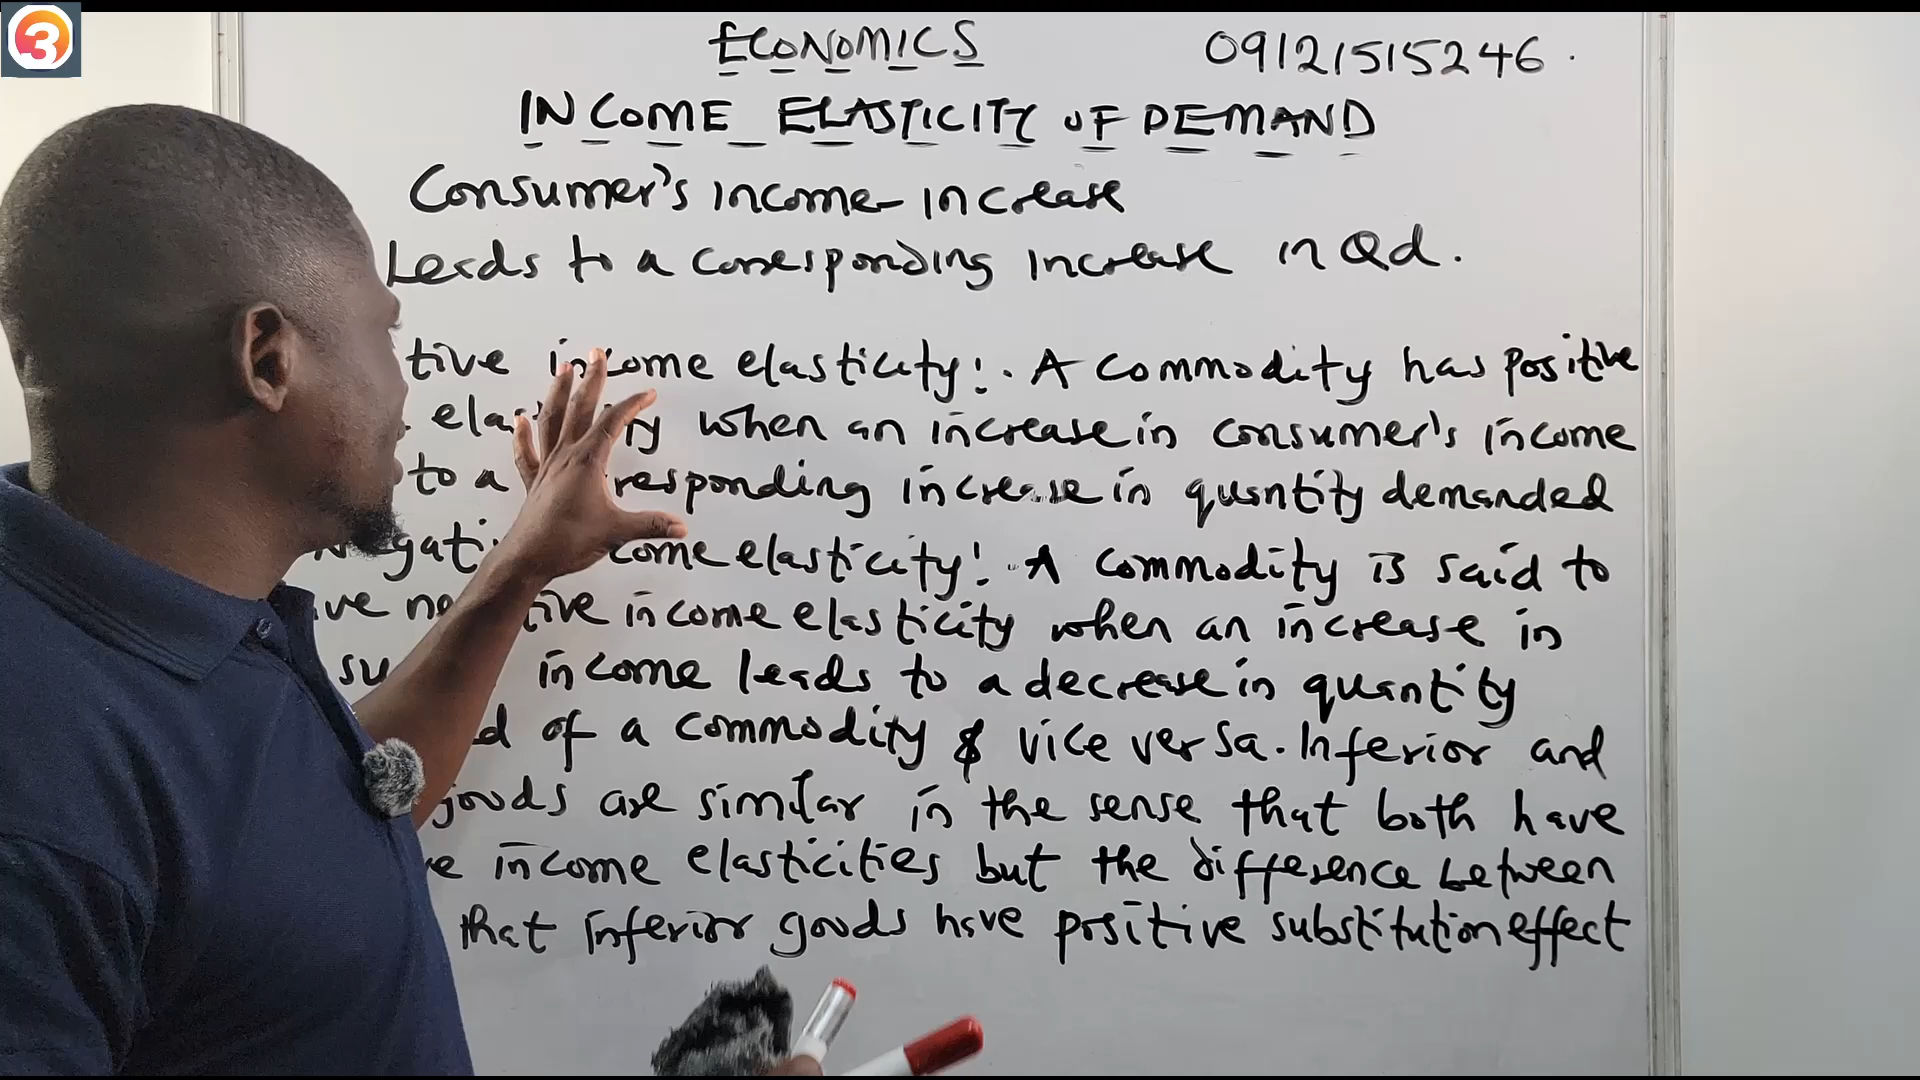 3
ECONOMICS 09121515246.
INCOME ELASTICITY OF DEMAND
Consumer's income-increase
Leads to a corresponding increase in Qd.
tive income elasticity:. A commodity has positive
when an increase in consumer's income
to a responding increase in quantity demanded
come elasticity:. A commodity is said to
ve ne tive income elasticity when an increase in
su income leads to a decrease in quantity
d of a commodity & vice versa. Inferior and
goods are similar in the sense that both have
e income elasticities but the difference between
that inferior goods have positive substitution effect